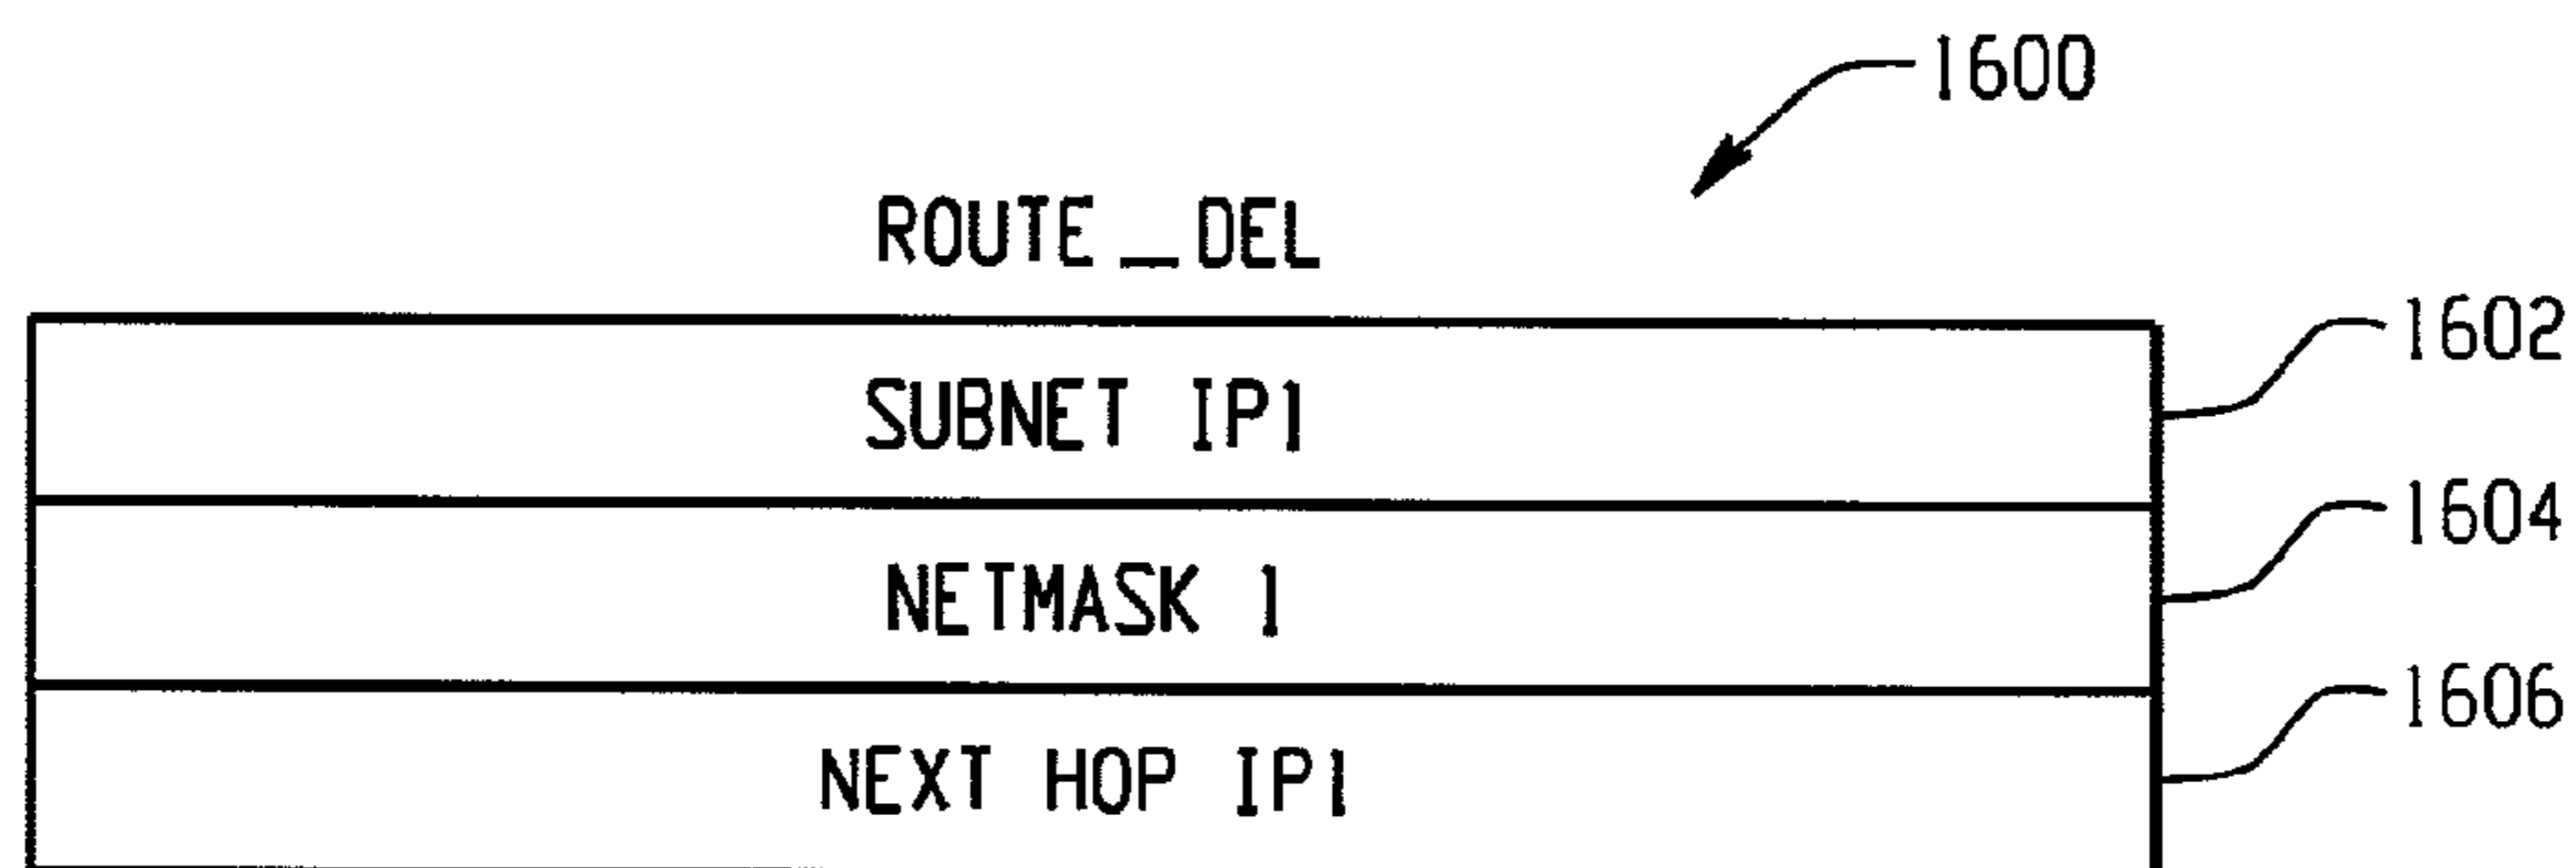 1600
ROUTE_DEL
1602
SUBNET IP1
1604
NETMASK 1
1606
NEXT HOP IP1